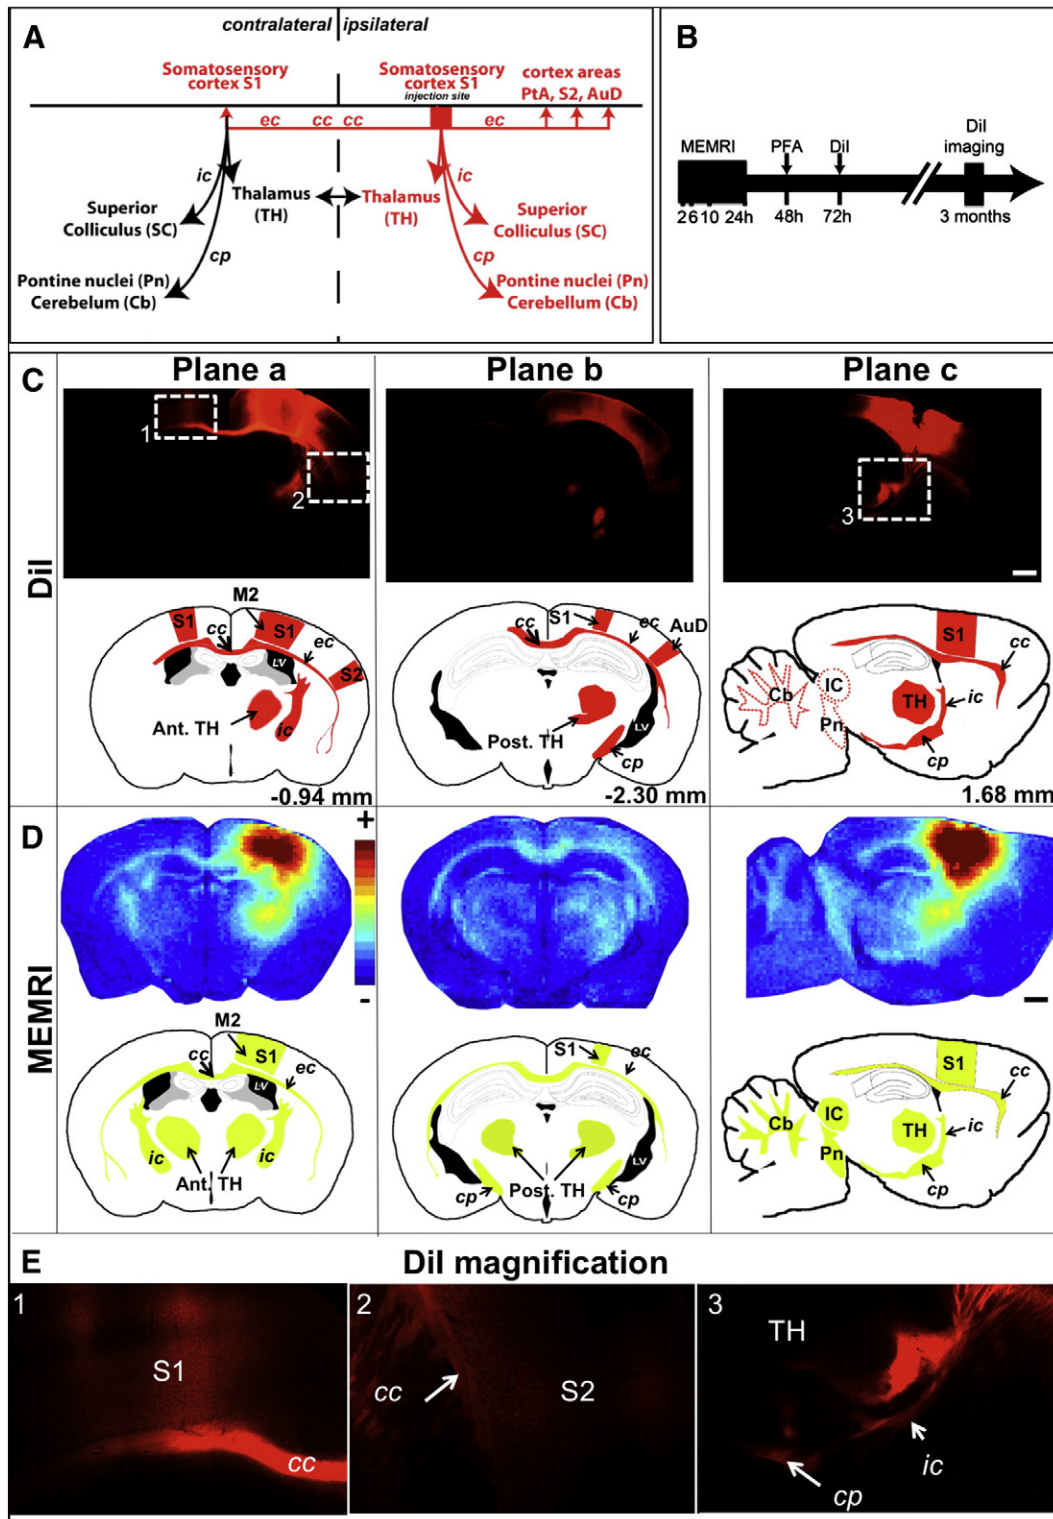 A
contralateral ipsilateral
Somatosensory
cortex S1
Somatosensory
cortex S1
injection site
cortex areas
PtA, S2, AuD
ec cc cc ec
ic
Thalamus
(TH)
Thalamus
(TH)
ic
Superior
Colliculus (SC)
Superior
Colliculus (SC)
cp
cp
Pontine nuclei (Pn)
Cerebelum (Cb)
Pontine nuclei (Pn)
Cerebellum (Cb)
B
MEMRI
PFA
DiI
DiI
imaging
2 6 10 24h
48h
72h
3 months
C
Plane a
Plane b
Plane c
DiI
1
2
3
M2
S1
cc
S1
ec
LV
S2
Ant. TH
ic
-0.94 mm
S1
cc
ec
AuD
Post. TH
LV
cp
-2.30 mm
S1
cc
Cb
IC
TH
ic
Pn
cp
1.68 mm
D
MEMRI
+
-
M2
cc
S1
ec
LV
ic
ic
Ant. TH
S1
ec
LV
Post. TH
cp
cp
S1
cc
Cb
IC
TH
ic
Pn
cp
E
DiI magnification
1
S1
cc
2
cc
S2
3
TH
ic
cp